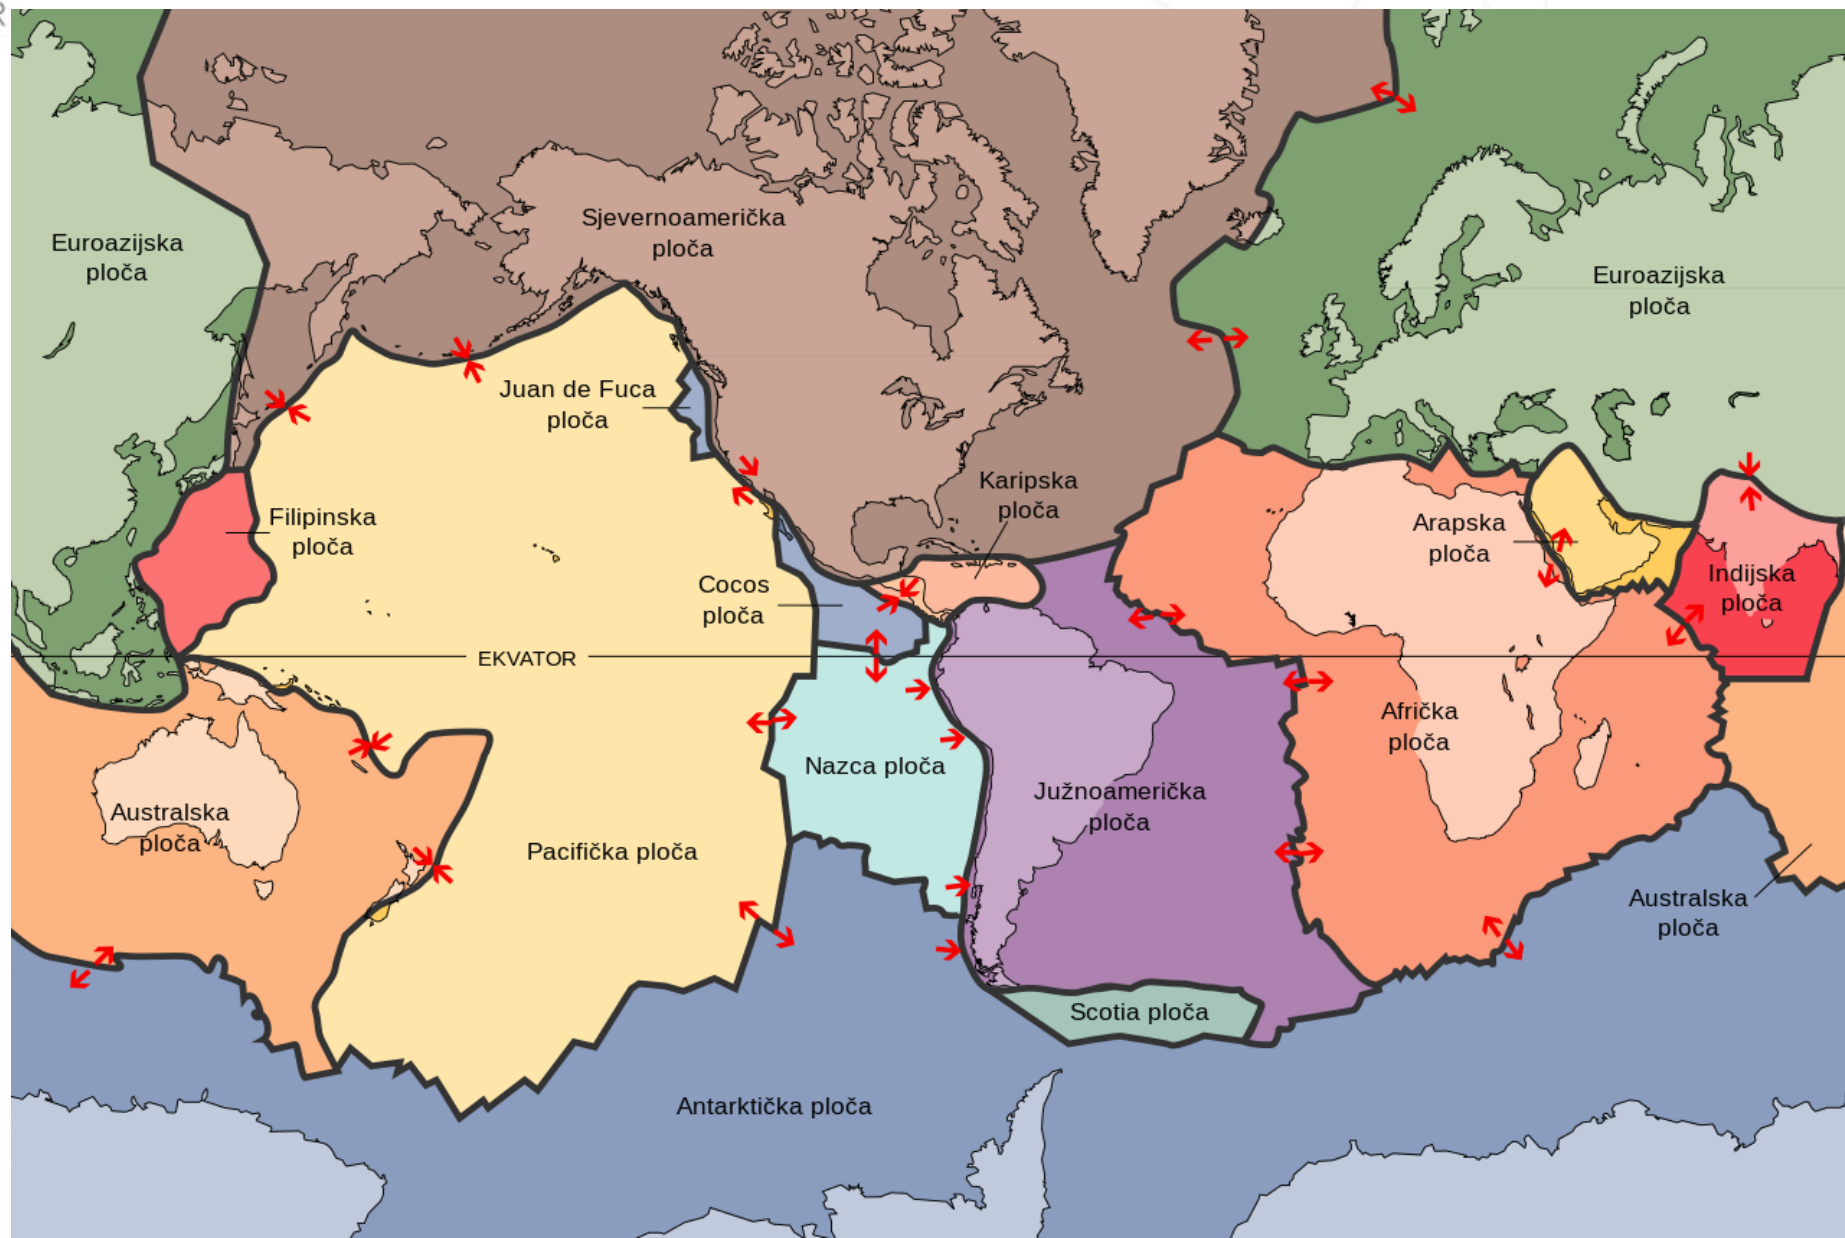 R
Sjevernoamerička
ploča
Euroazijska
ploča
Euroazijska
ploča
Juan de Fuca
ploča
Karipska
ploča
Filipinska
ploča
Arapska
ploča
Cocos
ploča
Indijska
ploča
EKVATOR
Afrička
ploča
Nazca ploča
Južnoamerička
ploča
Australska
ploča
Pacifička ploča
Australska
ploča
Scotia ploča
Antarktička ploča